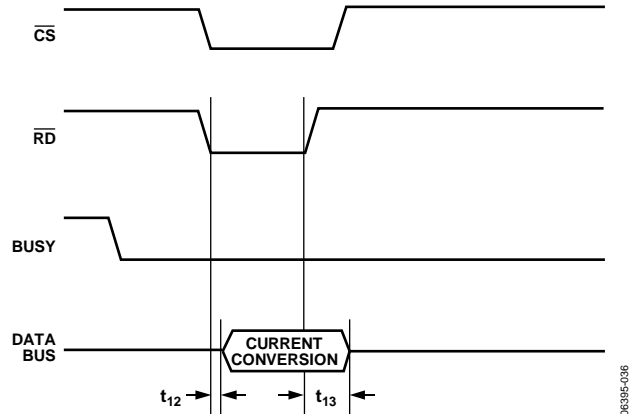 CS
RD
BUSY
DATA
BUS
CURRENT
CONVERSION
t12
t13
06395-036